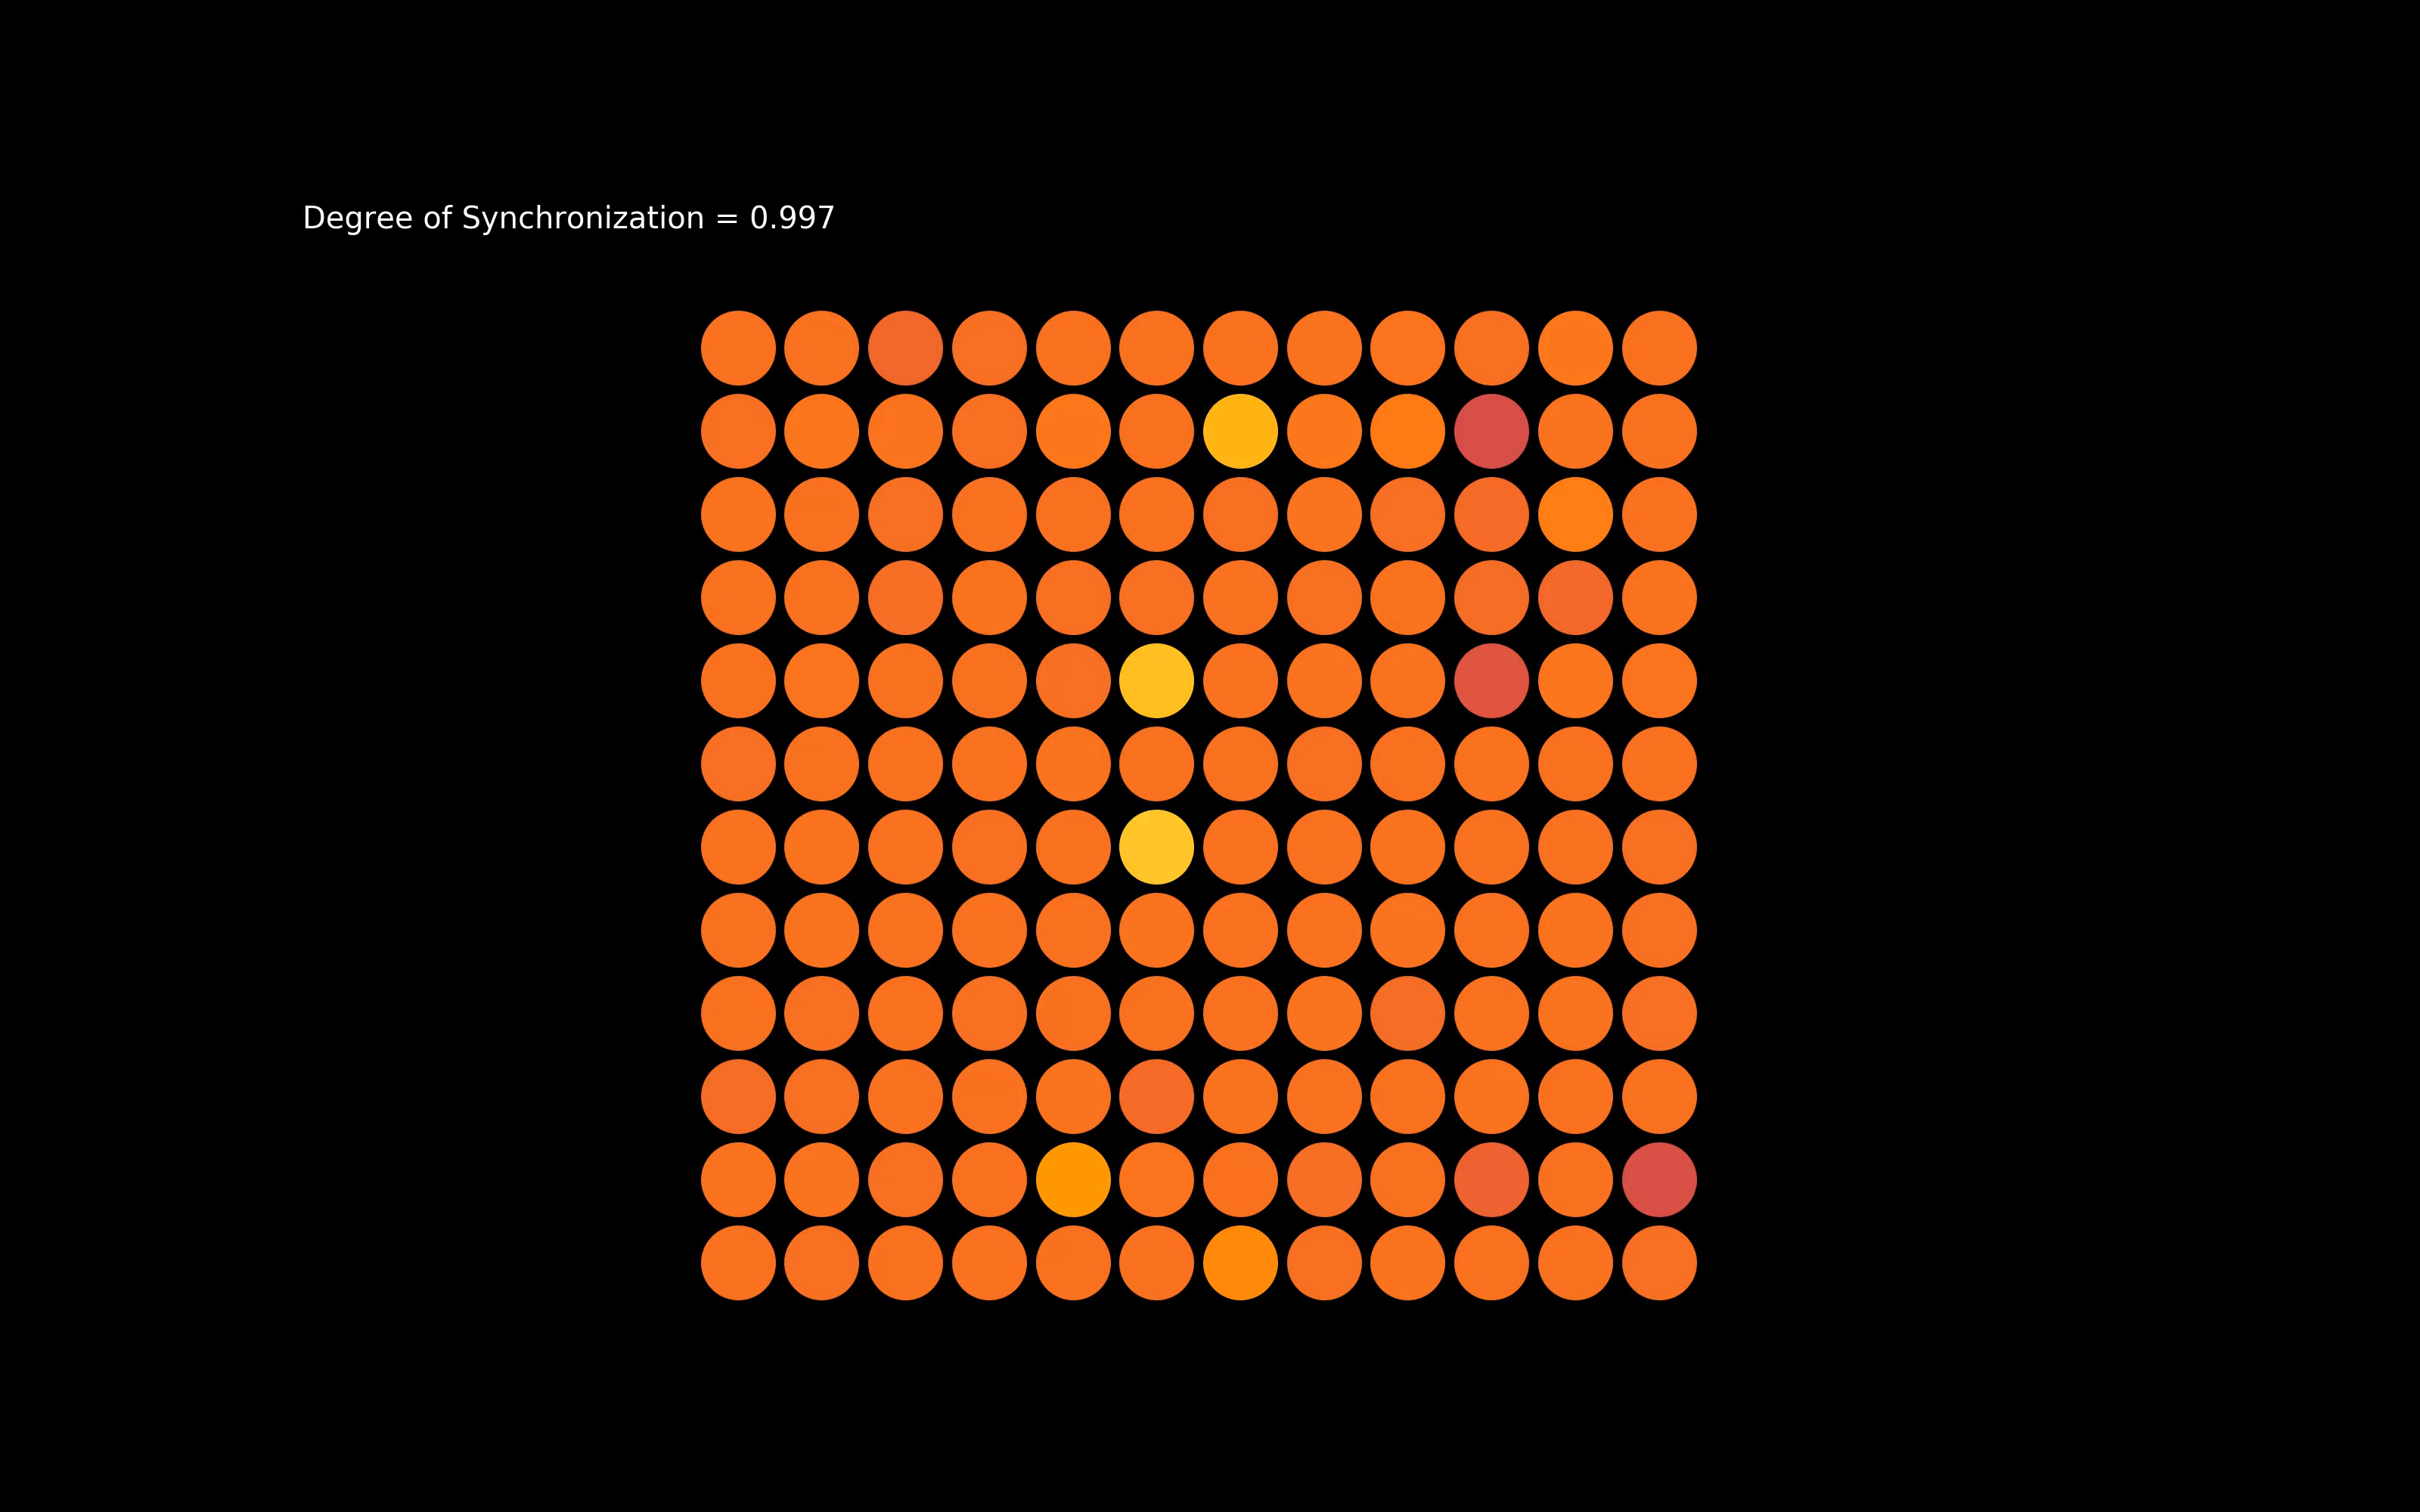 Degree of Synchronization = 0.997